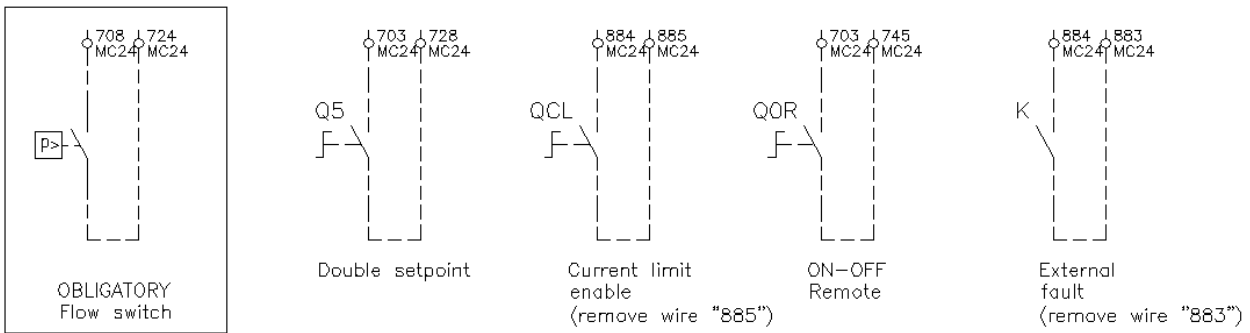 708 724
MC24 MC24
P>
OBLIGATORY
Flow switch
703 728
MC24 MC24
Q5
Double setpoint
884 885
MC24 MC24
QCL
Current limit
enable
(remove wire "885")
703 745
MC24 MC24
Q0R
ON-OFF
Remote
884 883
MC24 MC24
K
External
fault
(remove wire "883")